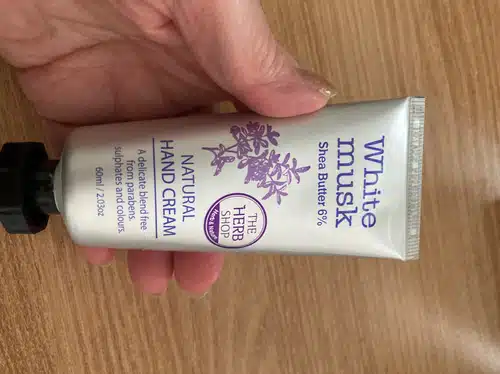 White
musk
Shea Butter 6%
THE
HERB
SHOP
NATURAL
HAND CREAM
A delicate blend free
from parabens,
sulphates and colours.
60ml / 2.03oz